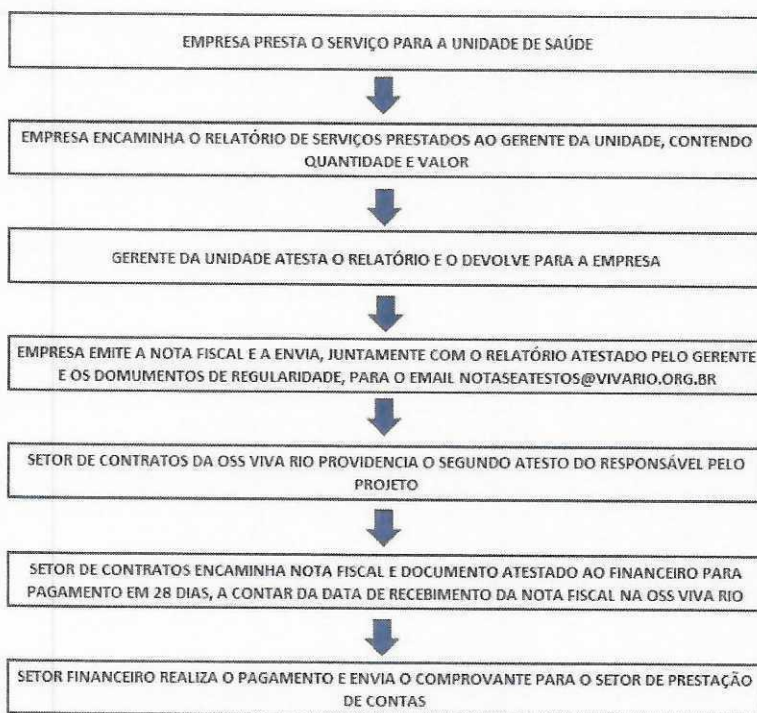 EMPRESA PRESTA O SERVIÇO PARA A UNIDADE DE SAÚDE
EMPRESA ENCAMINHA O RELATÓRIO DE SERVIÇOS PRESTADOS AO GERENTE DA UNIDADE, CONTENDO
QUANTIDADE E VALOR
GERENTE DA UNIDADE ATESTA O RELATÓRIO E O DEVOLVE PARA A EMPRESA
EMPRESA EMITE A NOTA FISCAL E A ENVIA, JUNTAMENTE COM O RELATÓRIO ATESTADO PELO GERENTE
E OS DOMUMENTOS DE REGULARIDADE, PARA O EMAIL NOTASEATESTOS@VIVARIO.ORG.BR
SETOR DE CONTRATOS DA OSS VIVA RIO PROVIDENCIA O SEGUNDO ATESTO DO RESPONSÁVEL PELO
PROJETO
SETOR DE CONTRATOS ENCAMINHA NOTA FISCAL E DOCUMENTO ATESTADO AO FINANCEIRO PARA
PAGAMENTO EM 28 DIAS, A CONTAR DA DATA DE RECEBIMENTO DA NOTA FISCAL NA OSS VIVA RIO
SETOR FINANCEIRO REALIZA O PAGAMENTO E ENVIA O COMPROVANTE PARA O SETOR DE PRESTAÇÃO
DE CONTAS